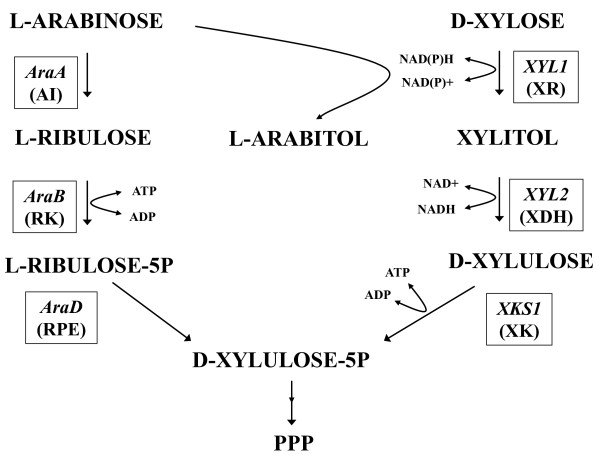 L-ARABINOSE
D-XYLOSE
AraA
(AI)
NAD(P)H
NAD(P)+
XYL1
(XR)
L-RIBULOSE
L-ARABITOL
XYLITOL
AraB
(RK)
ATP
ADP
NAD+
NADH
XYL2
(XDH)
L-RIBULOSE-5P
D-XYLULOSE
AraD
(RPE)
ATP
ADP
XKS1
(XK)
D-XYLULOSE-5P
PPP